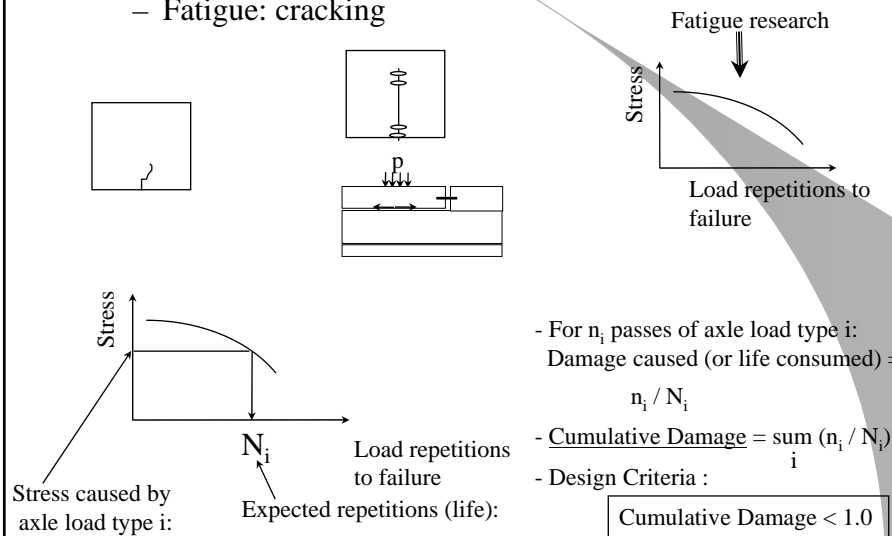 – Fatigue: cracking
Fatigue research
Stress
Load repetitions to
failure
p
Stress
N_i
Load repetitions
to failure
Stress caused by
axle load type i:
Expected repetitions (life):
- For n_i passes of axle load type i:
Damage caused (or life consumed) =
n_i / N_i
- Cumulative Damage = sum (n_i / N_i)
i
- Design Criteria :
Cumulative Damage < 1.0